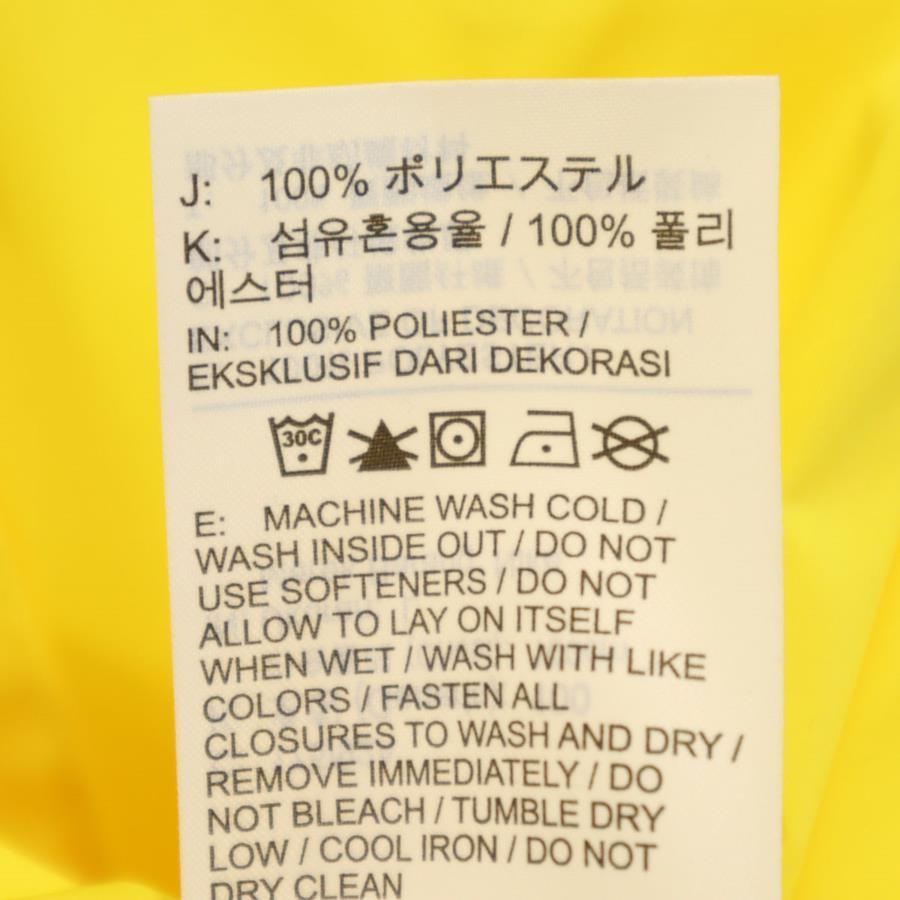 J: 100% ポリエステル
K: 섬유혼용율 / 100% 폴리
에스터
IN: 100% POLIESTER /
EKSKLUSIF DARI DEKORASI
30C
E: MACHINE WASH COLD /
WASH INSIDE OUT / DO NOT
USE SOFTENERS / DO NOT
ALLOW TO LAY ON ITSELF
WHEN WET / WASH WITH LIKE
COLORS / FASTEN ALL
CLOSURES TO WASH AND DRY /
REMOVE IMMEDIATELY / DO
NOT BLEACH / TUMBLE DRY
LOW / COOL IRON / DO NOT
DRY CLEAN